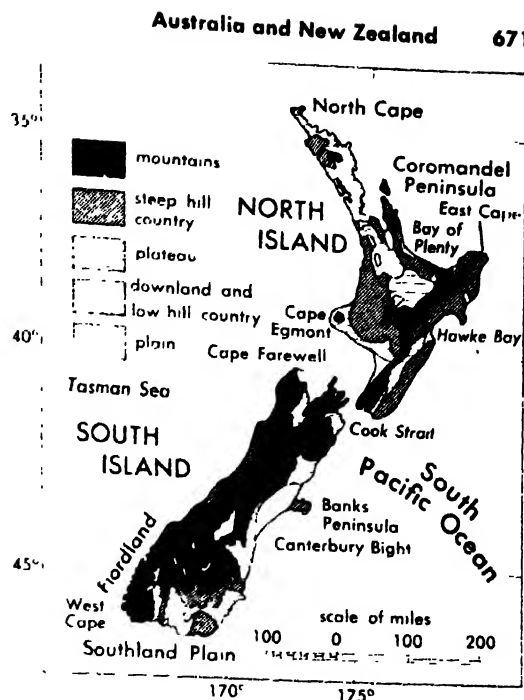 Australia and New Zealand 671
35°
North Cape
mountains
steep hill
country
plateau
downland and
low hill country
plain
Coromandel
Peninsula
East Cape
Bay of
Plenty
NORTH
ISLAND
Cape
Egmont
Hawke Bay
40°
Cape Farewell
Tasman Sea
Cook Strait
SOUTH
ISLAND
South
Pacific Ocean
Banks
Peninsula
Canterbury Bight
Fiordland
45°
West
Cape
Southland Plain
scale of miles
100 0 100 200
170° 175°